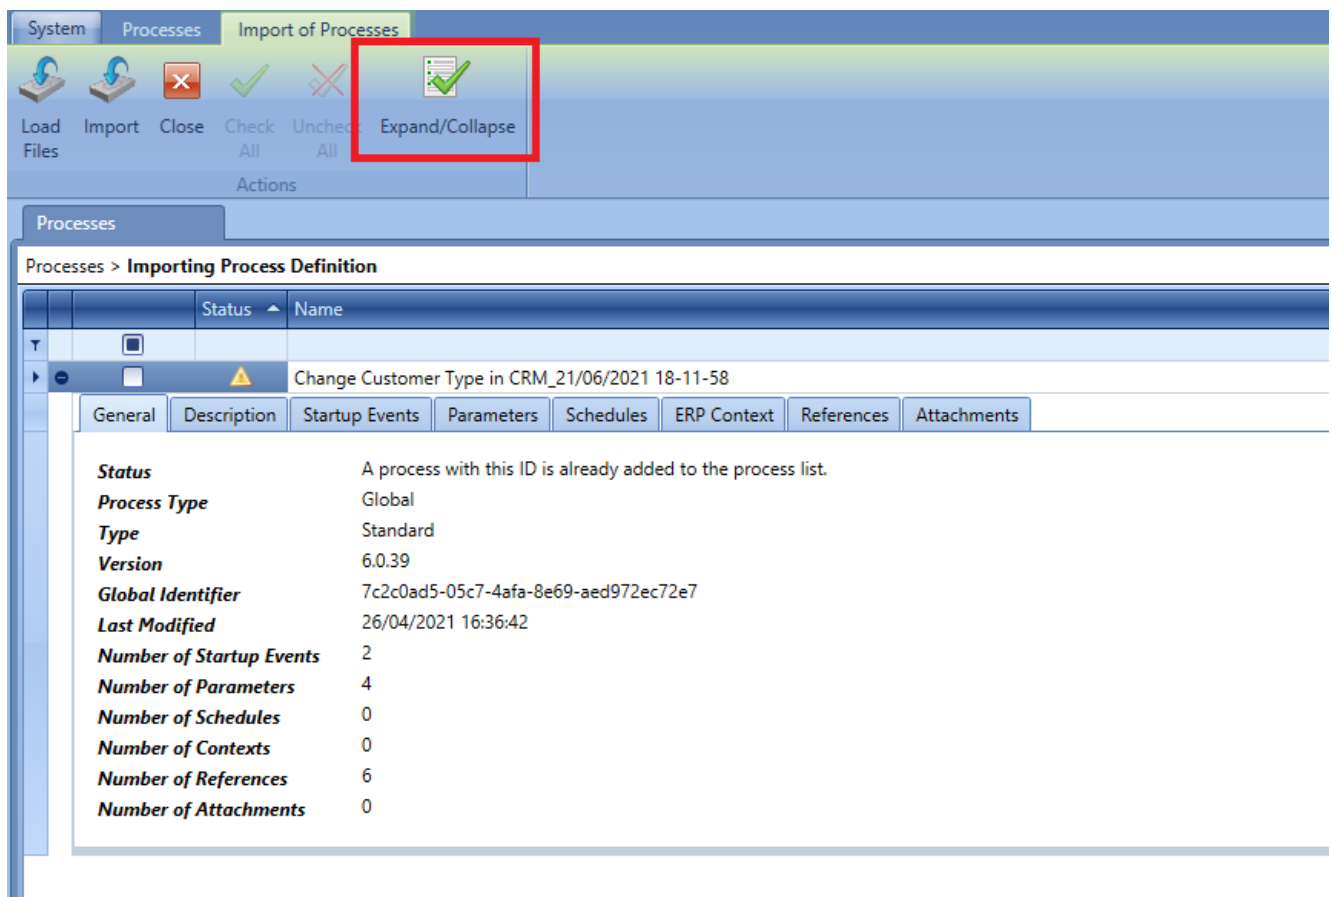 System Processes Import of Processes
Load Files
Import
Close
Check All
Uncheck All
Expand/Collapse
Actions
Processes
Processes > Importing Process Definition
Status Name
Change Customer Type in CRM_21/06/2021 18-11-58
General Description Startup Events Parameters Schedules ERP Context References Attachments
Status A process with this ID is already added to the process list.
Process Type Global
Type Standard
Version 6.0.39
Global Identifier 7c2c0ad5-05c7-4afa-8e69-aed972ec72e7
Last Modified 26/04/2021 16:36:42
Number of Startup Events 2
Number of Parameters 4
Number of Schedules 0
Number of Contexts 0
Number of References 6
Number of Attachments 0